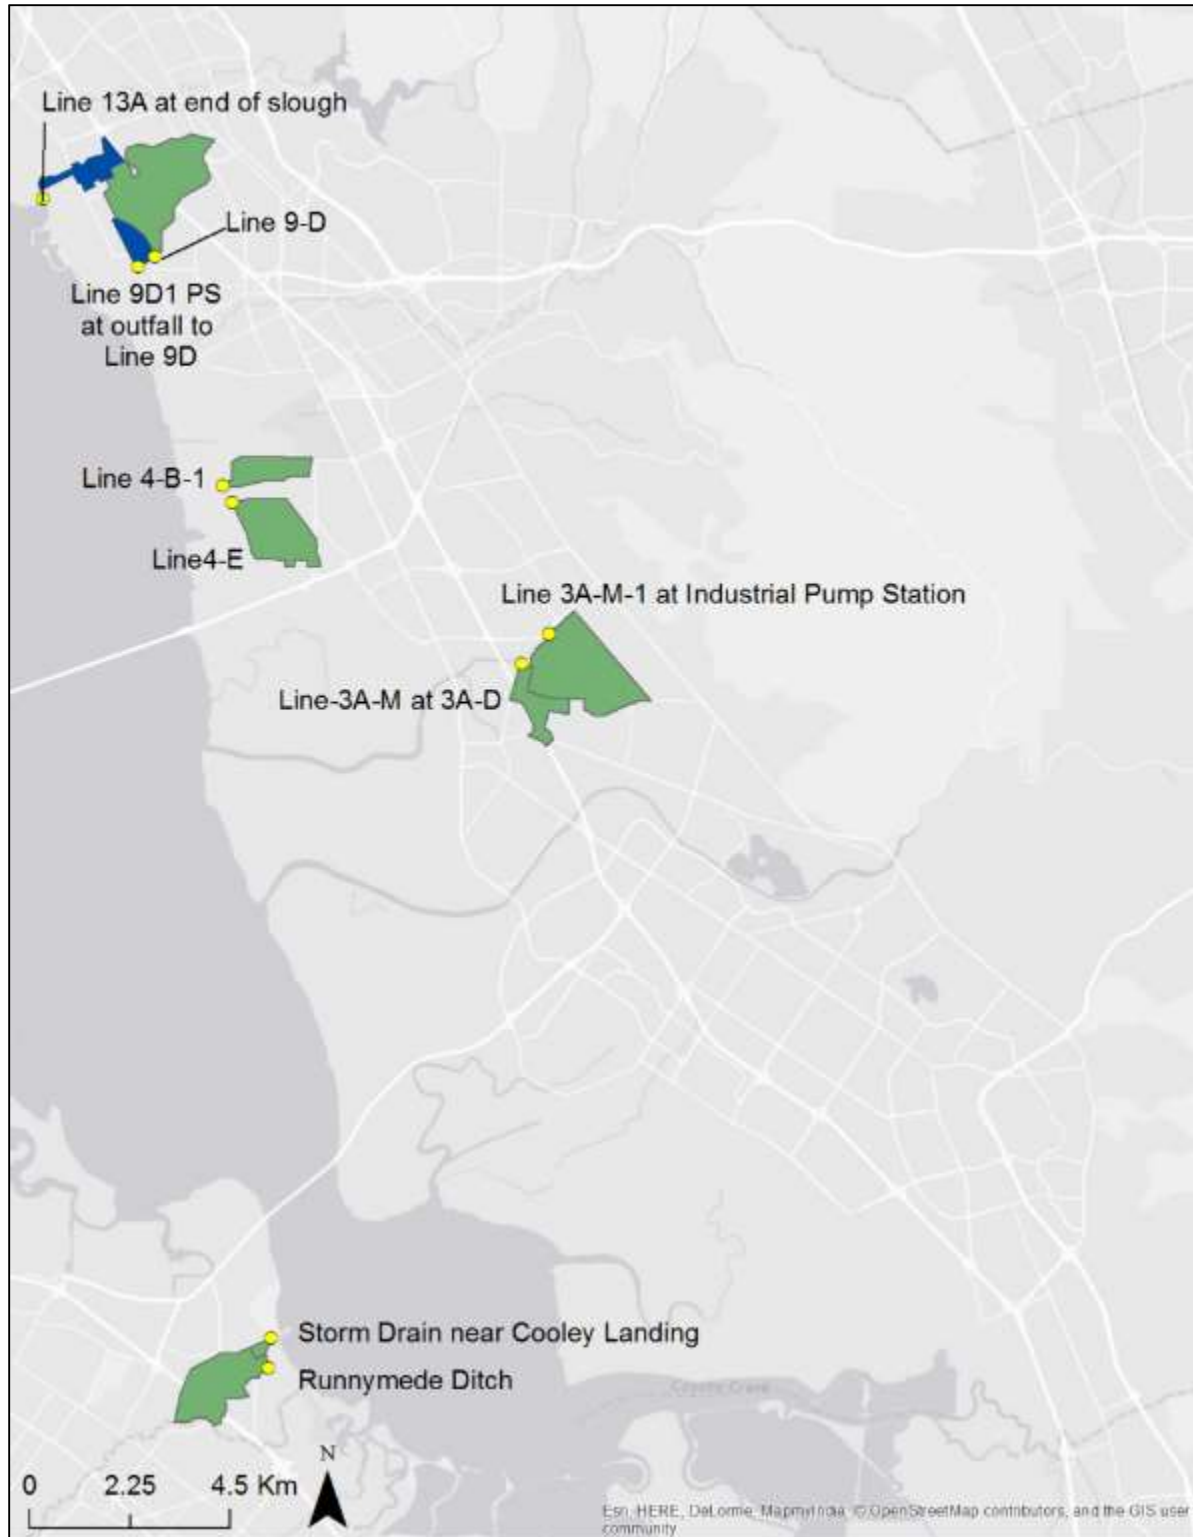 Line 13A at end of slough
Line 9-D
Line 9D1 PS
at outfall to
Line 9D
Line 4-B-1
Line4-E
Line 3A-M-1 at Industrial Pump Station
Line-3A-M at 3A-D
Storm Drain near Cooley Landing
Coyote Creek
Runnymede Ditch
N
0 2.25 4.5 Km
Esri, HERE, DeLorme, MapmyIndia, © OpenStreetMap contributors, and the GIS user
community